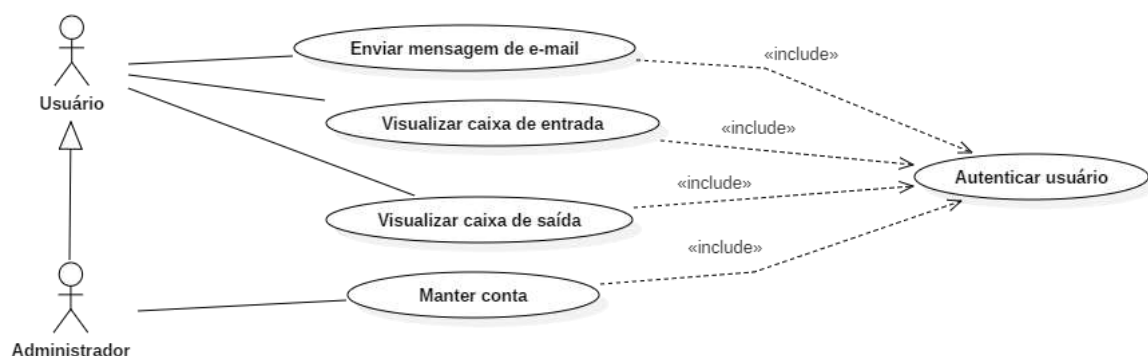 Enviar mensagem de e-mail
«include»
Usuário
Visualizar caixa de entrada
«include»
Autenticar usuário
«include»
Visualizar caixa de saída
«include»
Manter conta
Administrador